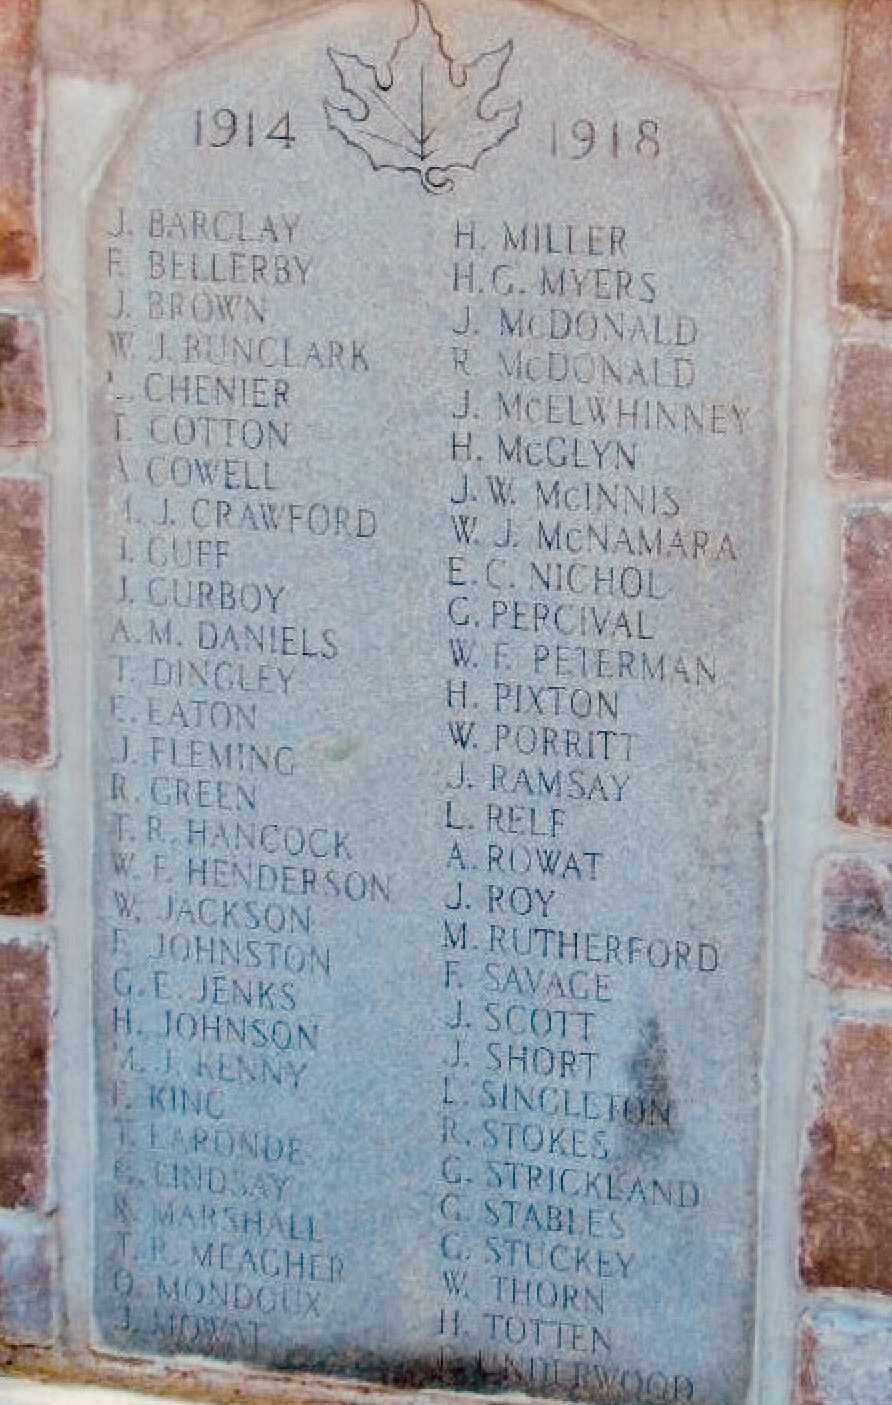 1914 1918
J. BARCLAY
F. BELLERBY
J. BROWN
W. J. BUNCLARK
CHENIER
T. COTTON
A COWELL
J. CRAWFORD
CUFF
J. CURBOY
A.M. DANIELS
T. DINGLEY
E. EATON
J. FLEMING
R. GREEN
T. R. HANCOCK
W. F. HENDERSON
W. JACKSON
F. JOHNSTON
G. E. JENKS
H. JOHNSON
M. J. KENNY
F. KING
T. LAPONDE
LINDSAY
R. MARSHALL
T. R. MEAGHER
O. MONDOUX
J. MOWAT
H. MILLER
H.G. MYERS
J. McDONALD
R McDONALD
J. McELWHINNEY
H. McGLYN
J. W. McINNIS
W. J. McNAMARA
E. C. NICHOL
G. PERCIVAL
W. F. PETERMAN
H. PIXTON
W. PORRITT
J. RAMSAY
L. RELF
A. ROWAT
J. ROY
M. RUTHERFORD
F. SAVAGE
J. SCOTT
J. SHORT
L. SINGLETON
R. STOKES
G. STRICKLAND
G. STABLES
G. STUCKEY
W. THORN
H. TOTTEN
UNDERWOOD